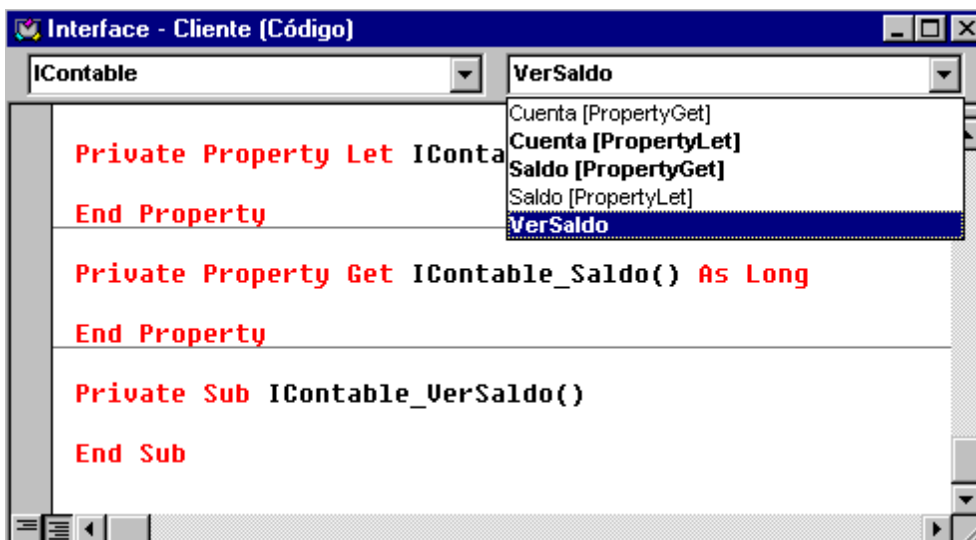 Interface - Cliente (Código)
IContable VerSaldo
Cuenta [PropertyGet]
Cuenta [PropertyLet]
Saldo [PropertyGet]
Saldo [PropertyLet]
VerSaldo
Private Property Let IConta
End Property
Private Property Get IContable_Saldo() As Long
End Property
Private Sub IContable_VerSaldo()
End Sub